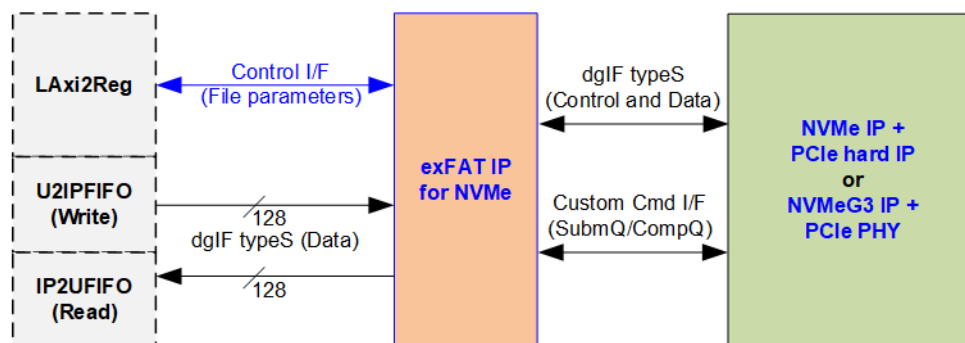 LAxi2Reg
Control I/F
(File parameters)
U2IPFIFO
(Write)
128
dgIF typeS (Data)
IP2UFIFO
(Read)
128
exFAT IP
for NVMe
dgIF typeS
(Control and Data)
Custom Cmd I/F
(SubmQ/CompQ)
NVMe IP +
PCIe hard IP
or
NVMeG3 IP +
PCIe PHY